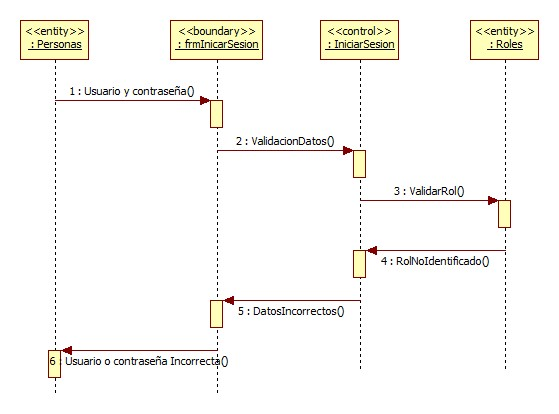 <<entity>> <<boundary>> <<control>> <<entity>>
: Personas : frmInicarSesion : IniciarSesion : Roles
1 : Usuario y contraseña()
2 : ValidacionDatos()
3 : ValidarRol()
4 : RolNoIdentificado()
5 : DatosIncorrectos()
6 : Usuario o contraseña Incorrecta()